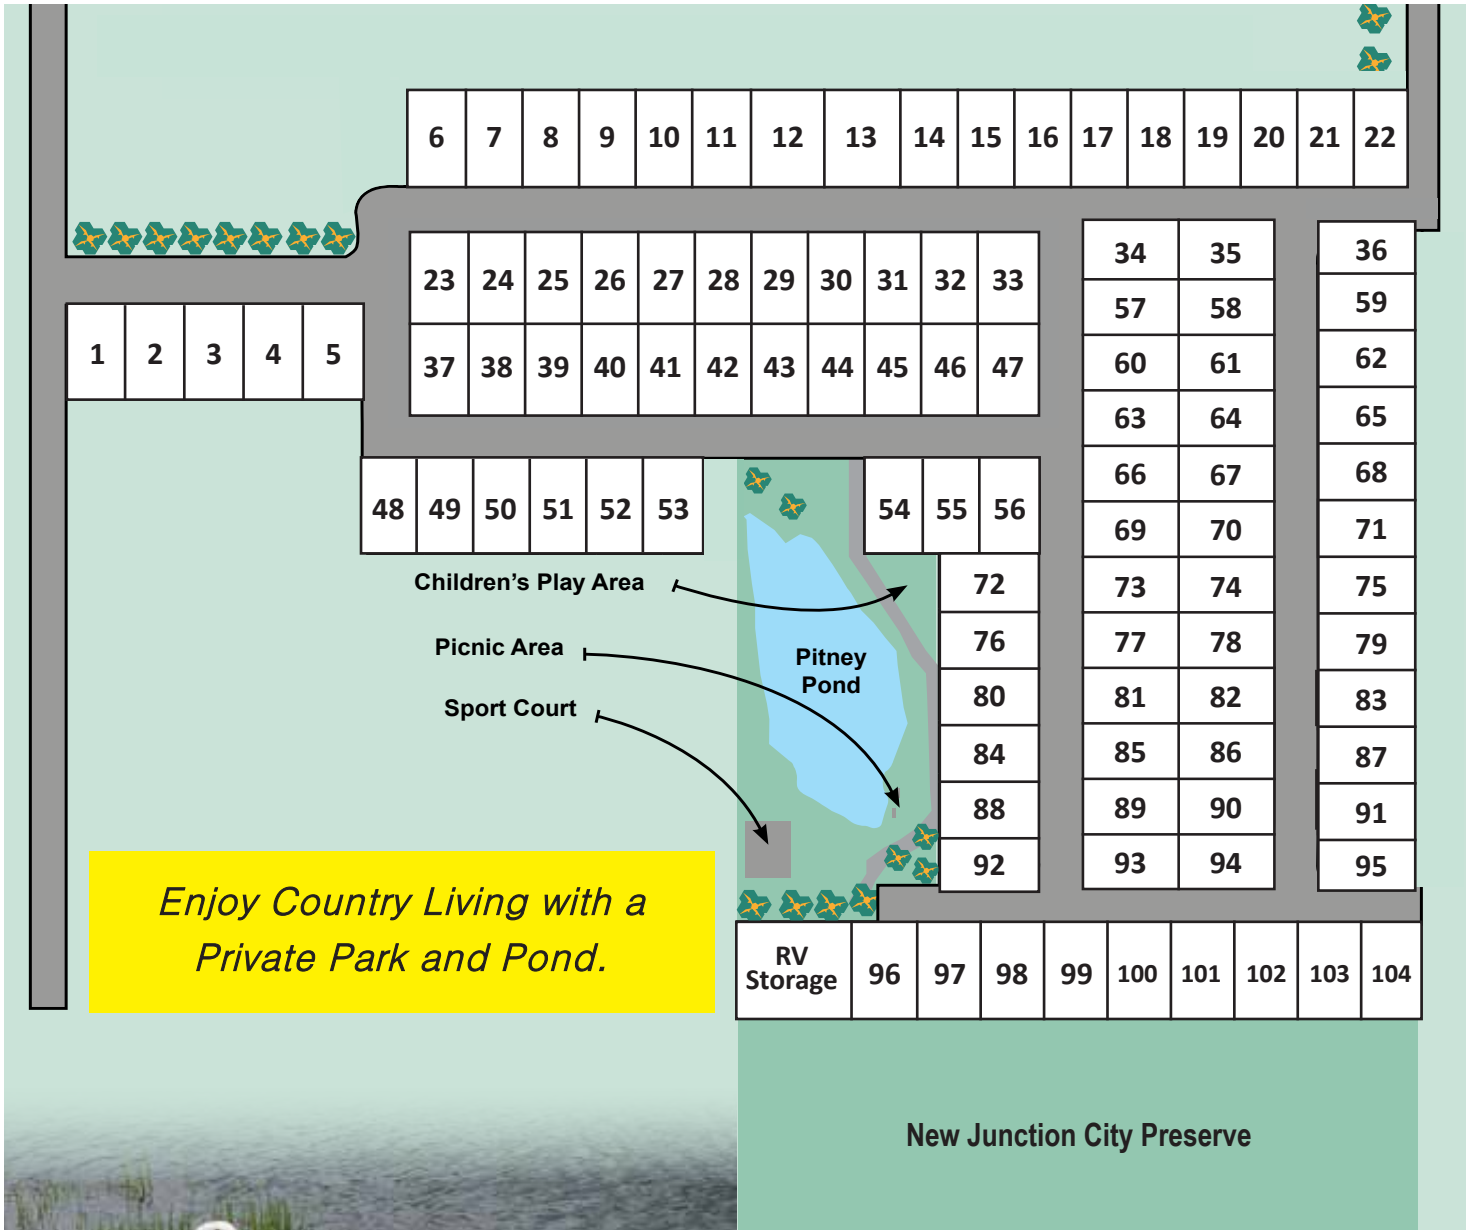 6 7 8 9 10 11 12 13 14 15 16 17 18 19 20 21 22
23 24 25 26 27 28 29 30 31 32 33
34 35
36
57 58
59
1 2 3 4 5
37 38 39 40 41 42 43 44 45 46 47
60 61
62
63 64
65
66 67
68
48 49 50 51 52 53
54 55 56
69 70
71
Children's Play Area
72
73 74
75
Picnic Area
Pitney
Pond
76
77 78
79
Sport Court
80
81 82
83
84
85 86
87
88
89 90
91
92
93 94
95
Enjoy Country Living with a
Private Park and Pond.
RV
Storage
96 97 98 99 100 101 102 103 104
New Junction City Preserve